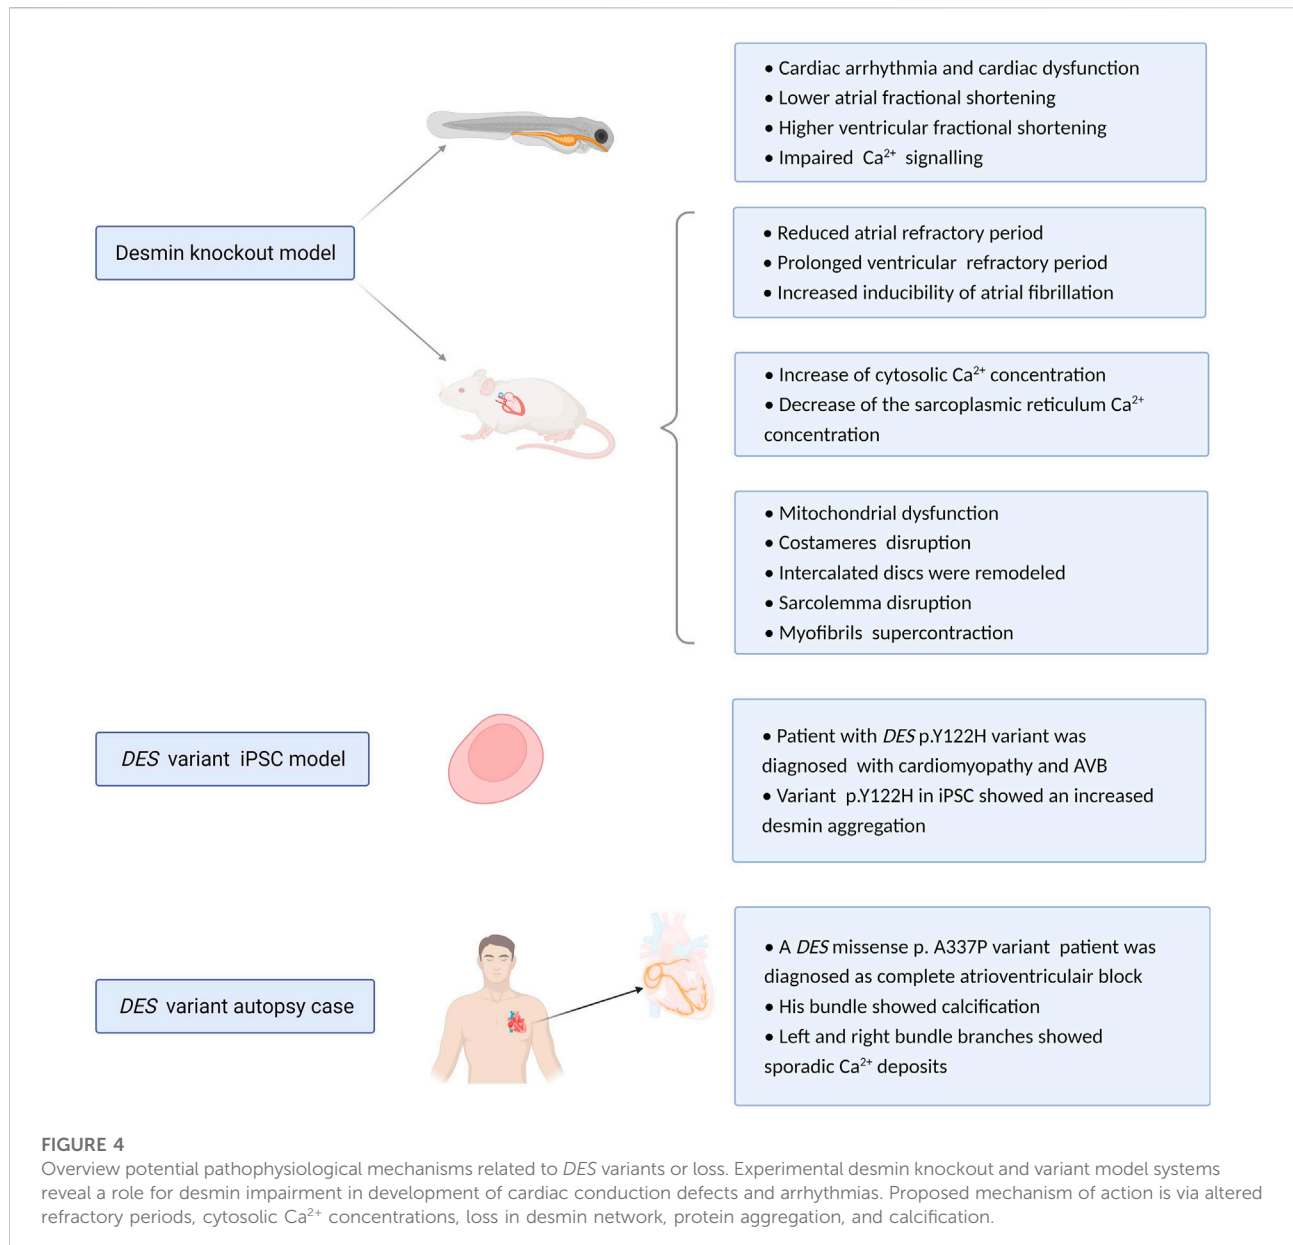 • Cardiac arrhythmia and cardiac dysfunction
• Lower atrial fractional shortening
• Higher ventricular fractional shortening
• Impaired Ca²⁺ signalling
Desmin knockout model
• Reduced atrial refractory period
• Prolonged ventricular refractory period
• Increased inducibility of atrial fibrillation
• Increase of cytosolic Ca²⁺ concentration
• Decrease of the sarcoplasmic reticulum Ca²⁺
concentration
• Mitochondrial dysfunction
• Costameres disruption
• Intercalated discs were remodeled
• Sarcolemma disruption
• Myofibrils supercontraction
DES variant iPSC model
• Patient with DES p.Y122H variant was
diagnosed with cardiomyopathy and AVB
• Variant p.Y122H in iPSC showed an increased
desmin aggregation
DES variant autopsy case
• A DES missense p. A337P variant patient was
diagnosed as complete atrioventriculair block
• His bundle showed calcification
• Left and right bundle branches showed
sporadic Ca²⁺ deposits
FIGURE 4
Overview potential pathophysiological mechanisms related to DES variants or loss. Experimental desmin knockout and variant model systems
reveal a role for desmin impairment in development of cardiac conduction defects and arrhythmias. Proposed mechanism of action is via altered
refractory periods, cytosolic Ca²⁺ concentrations, loss in desmin network, protein aggregation, and calcification.